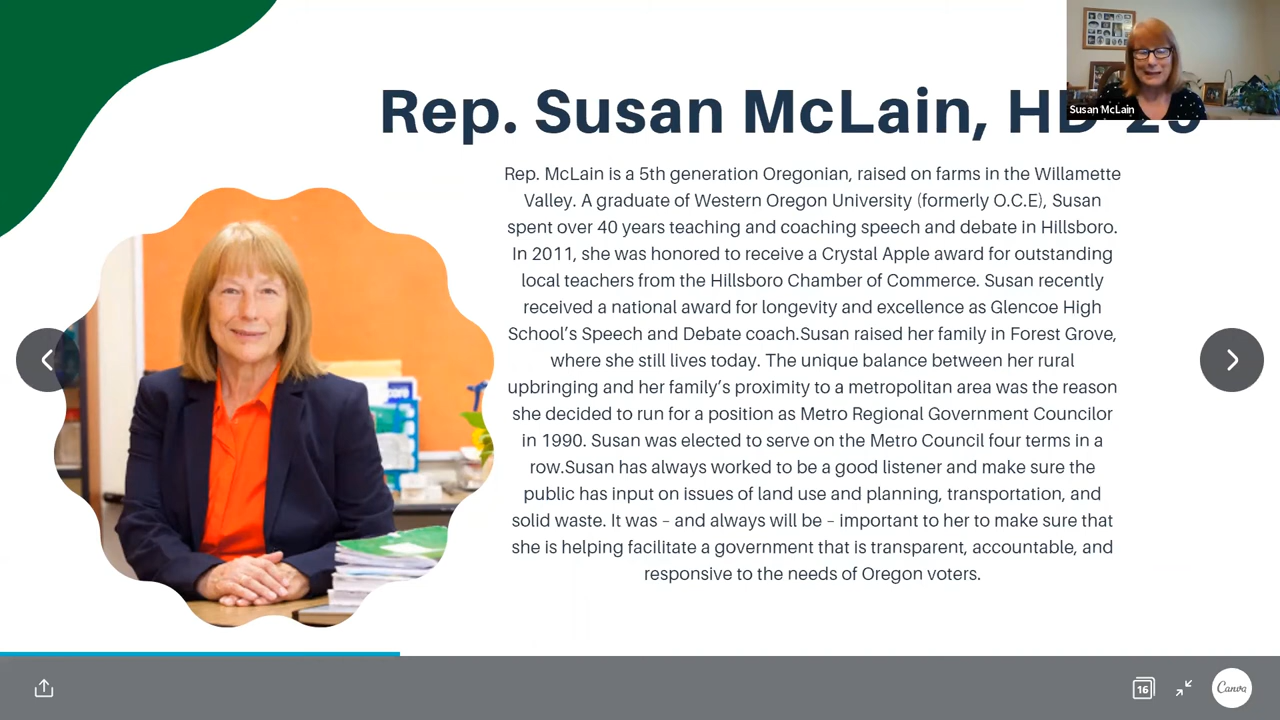 Rep. Susan McLain, HD
Susan McLain
Rep. McLain is a 5th generation Oregonian, raised on farms in the Willamette
Valley. A graduate of Western Oregon University (formerly O.C.E), Susan
spent over 40 years teaching and coaching speech and debate in Hillsboro.
In 2011, she was honored to receive a Crystal Apple award for outstanding
local teachers from the Hillsboro Chamber of Commerce. Susan recently
received a national award for longevity and excellence as Glencoe High
School’s Speech and Debate coach.Susan raised her family in Forest Grove,
where she still lives today. The unique balance between her rural
upbringing and her family’s proximity to a metropolitan area was the reason
she decided to run for a position as Metro Regional Government Councilor
in 1990. Susan was elected to serve on the Metro Council four terms in a
row.Susan has always worked to be a good listener and make sure the
public has input on issues of land use and planning, transportation, and
solid waste. It was – and always will be – important to her to make sure that
she is helping facilitate a government that is transparent, accountable, and
responsive to the needs of Oregon voters.
16
Canva